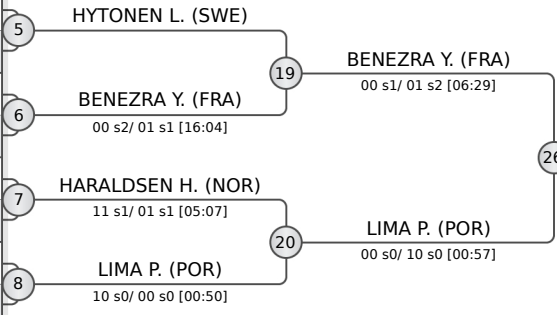 5
HYTONEN L. (SWE)
19
BENEZRA Y. (FRA)
00 s1/ 01 s2 [06:29]
6
BENEZRA Y. (FRA)
00 s2/ 01 s1 [16:04]
26
7
HARALDSEN H. (NOR)
11 s1/ 01 s1 [05:07]
20
LIMA P. (POR)
00 s0/ 10 s0 [00:57]
8
LIMA P. (POR)
10 s0/ 00 s0 [00:50]